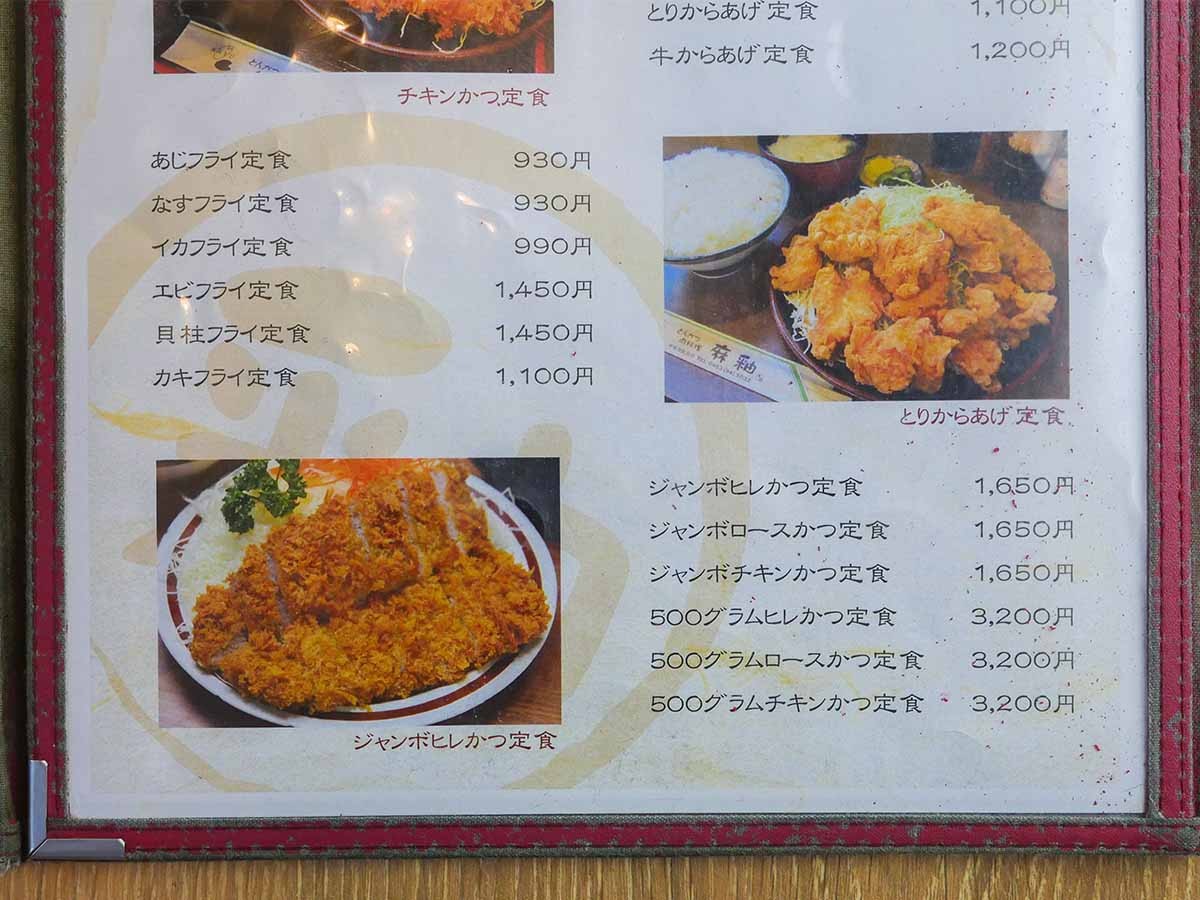 とんかつ
チキンかつ定食
あじフライ定食 930円
なすフライ定食 930円
イカフライ定食 990円
エビフライ定食 1,450円
貝柱フライ定食 1,450円
カキフライ定食 1,100円
ジャンボヒレかつ定食
とりからあげ定食 1,100円
牛からあげ定食 1,200円
とんかつ
森釉
とりからあげ定食
ジャンボヒレかつ定食 1,650円
ジャンボロースかつ定食 1,650円
ジャンボチキンかつ定食 1,650円
500グラムヒレかつ定食 3,200円
500グラムロースかつ定食 3,200円
500グラムチキンかつ定食 3,200円